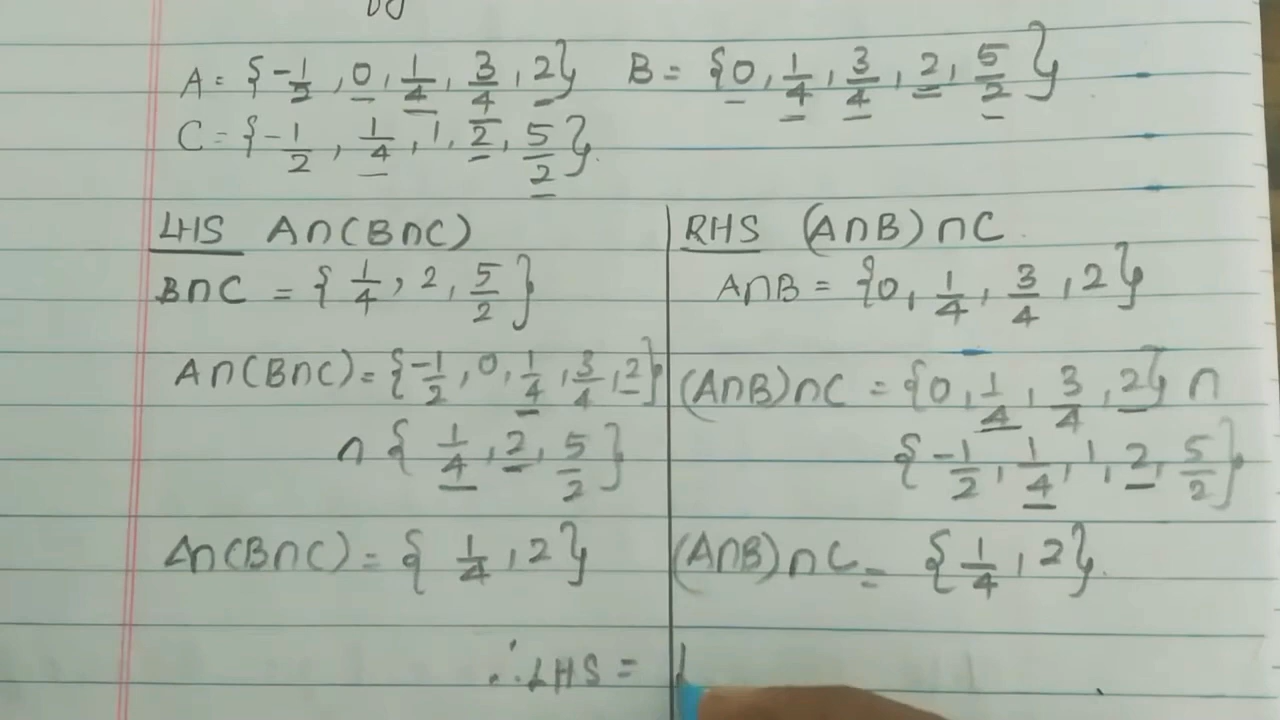 A = {-1/2, 0, 1/4, 3/4, 2} B = {0, 1/4, 3/4, 2, 5/2}
C = {-1/2, 1/4, 1, 2, 5/2}.
LHS A∩(B∩C)
B∩C = {1/4, 2, 5/2}
A∩(B∩C) = {-1/2, 0, 1/4, 3/4, 2}
∩ {1/4, 2, 5/2}
A∩(B∩C) = {1/4, 2}
RHS (A∩B)∩C.
A∩B = {0, 1/4, 3/4, 2}
(A∩B)∩C = {0, 1/4, 3/4, 2} ∩
{-1/2, 1/4, 1, 2, 5/2}
(A∩B)∩C = {1/4, 2}.
∴ LHS =